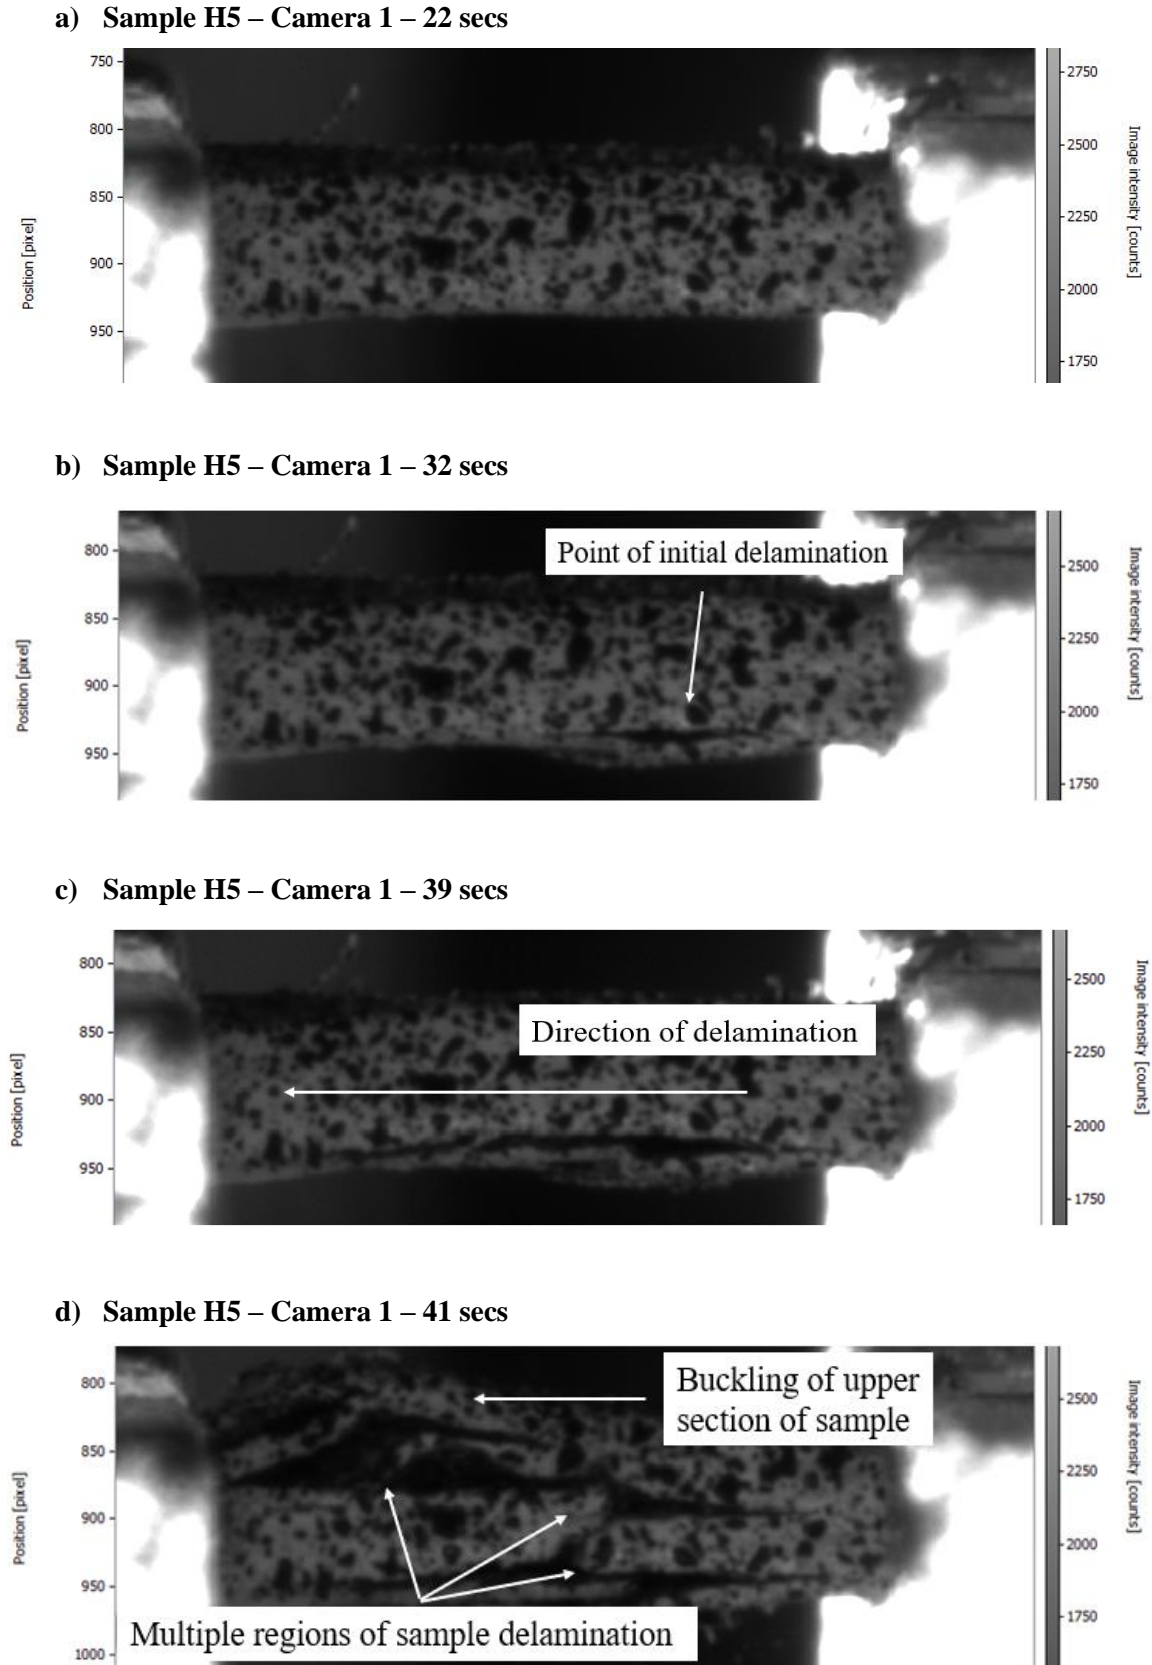 a) Sample H5 – Camera 1 – 22 secs
750
800
850
900
950
Position [pixel]
2750
2500
2250
2000
1750
Image intensity [counts]
b) Sample H5 – Camera 1 – 32 secs
Point of initial delamination
800
850
900
950
Position [pixel]
2500
2250
2000
1750
Image intensity [counts]
c) Sample H5 – Camera 1 – 39 secs
Direction of delamination
800
850
900
950
Position [pixel]
2500
2250
2000
1750
Image intensity [counts]
d) Sample H5 – Camera 1 – 41 secs
Buckling of upper
section of sample
800
850
900
950
1000
Position [pixel]
2500
2250
2000
1750
Image intensity [counts]
Multiple regions of sample delamination